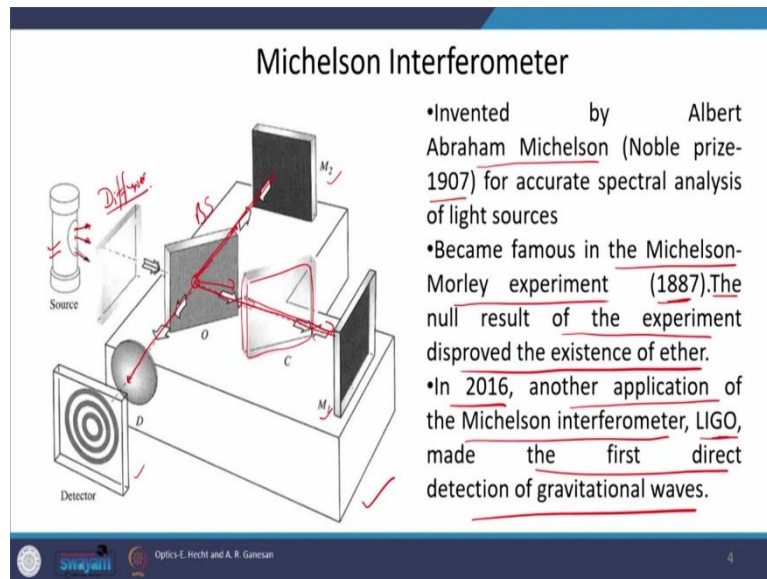 Michelson Interferometer
•Invented by Albert
Abraham Michelson (Noble prize-
1907) for accurate spectral analysis
of light sources
•Became famous in the Michelson-
Morley experiment (1887).The
null result of the experiment
disproved the existence of ether.
•In 2016, another application of
the Michelson interferometer, LIGO,
made the first direct
detection of gravitational waves.
M2
BS
Source
O
C
M1
D
Detector
swayam
Optics-E. Hecht and A. R. Ganesan
4